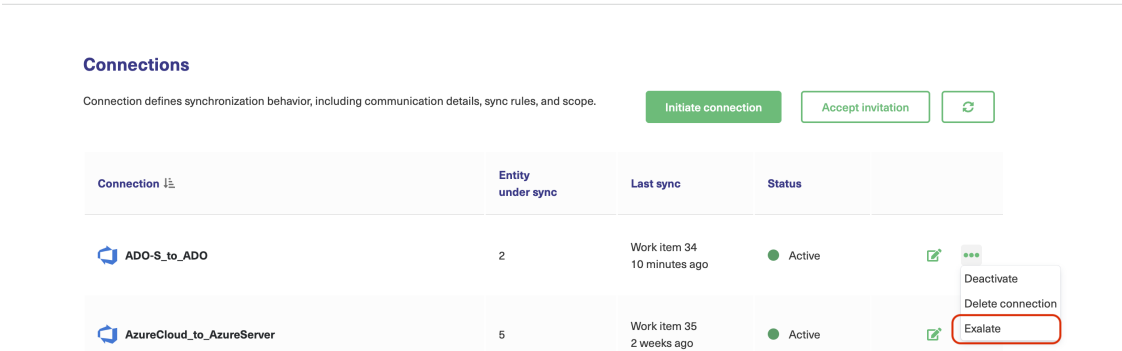 Connections
Connection defines synchronization behavior, including communication details, sync rules, and scope.
Initiate connection
Accept invitation
Connection
Entity
under sync
Last sync
Status
ADO-S_to_ADO
2
Work item 34
10 minutes ago
Active
Deactivate
Delete connection
Exalate
AzureCloud_to_AzureServer
5
Work item 35
2 weeks ago
Active